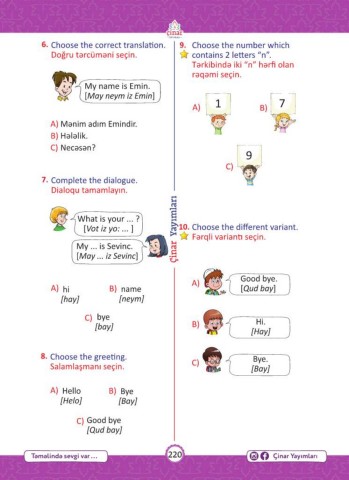 çinar
6. Choose the correct translation.
Doğru tərcüməni seçin.
My name is Emin.
[May neym iz Emin]
A) Mənim adım Emindir.
B) Hələlik.
C) Necəsən?
7. Complete the dialogue.
Dialoqu tamamlayın.
What is your ... ?
[Vot iz yo: ... ]
My ... is Sevinc.
[May ... iz Sevinc]
A) hi
[hay]
B) name
[neym]
C) bye
[bay]
8. Choose the greeting.
Salamlaşmanı seçin.
A) Hello
[Helo]
B) Bye
[Bay]
C) Good bye
[Qud bay]
Çinar Yayımları
9. Choose the number which
contains 2 letters “n”.
Tərkibində iki “n” hərfi olan
rəqəmi seçin.
A) 1
B) 7
C) 9
10. Choose the different variant.
Fərqli variantı seçin.
A) Good bye.
[Qud bay]
B) Hi.
[Hay]
C) Bye.
[Bay]
Təməlində sevgi var ...
220
Çinar Yayımları